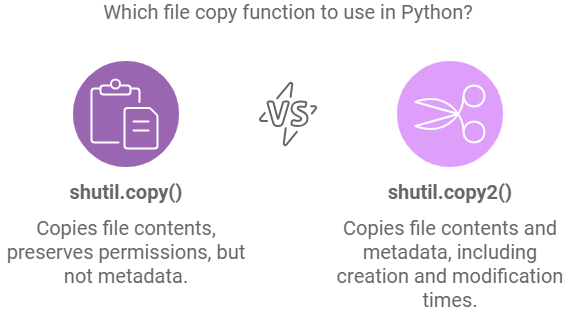 Which file copy function to use in Python?
VS
shutil.copy()
Copies file contents,
preserves permissions, but
not metadata.
shutil.copy2()
Copies file contents and
metadata, including
creation and modification
times.